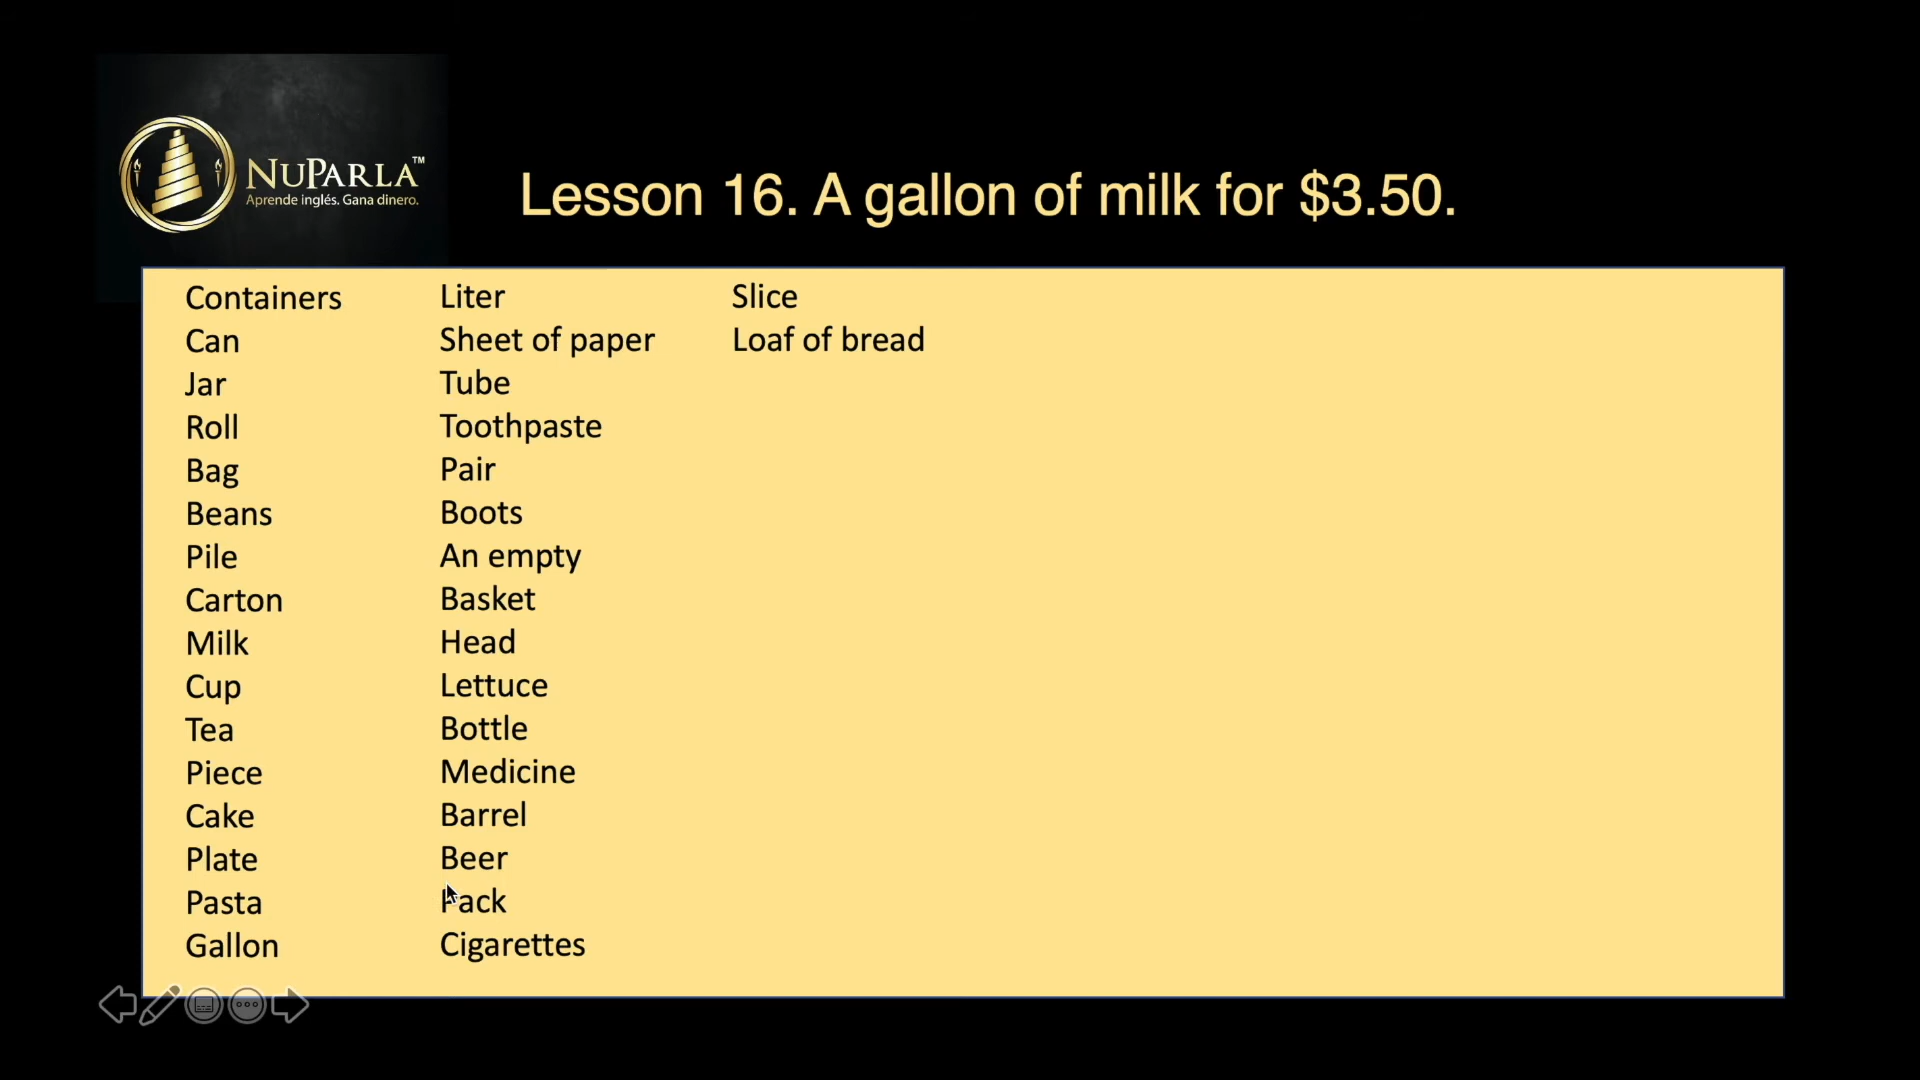 NUPARLA™
Aprende inglés. Gana dinero.
Lesson 16. A gallon of milk for $3.50.
Containers
Can
Jar
Roll
Bag
Beans
Pile
Carton
Milk
Cup
Tea
Piece
Cake
Plate
Pasta
Gallon
Liter
Sheet of paper
Tube
Toothpaste
Pair
Boots
An empty
Basket
Head
Lettuce
Bottle
Medicine
Barrel
Beer
Pack
Cigarettes
Slice
Loaf of bread